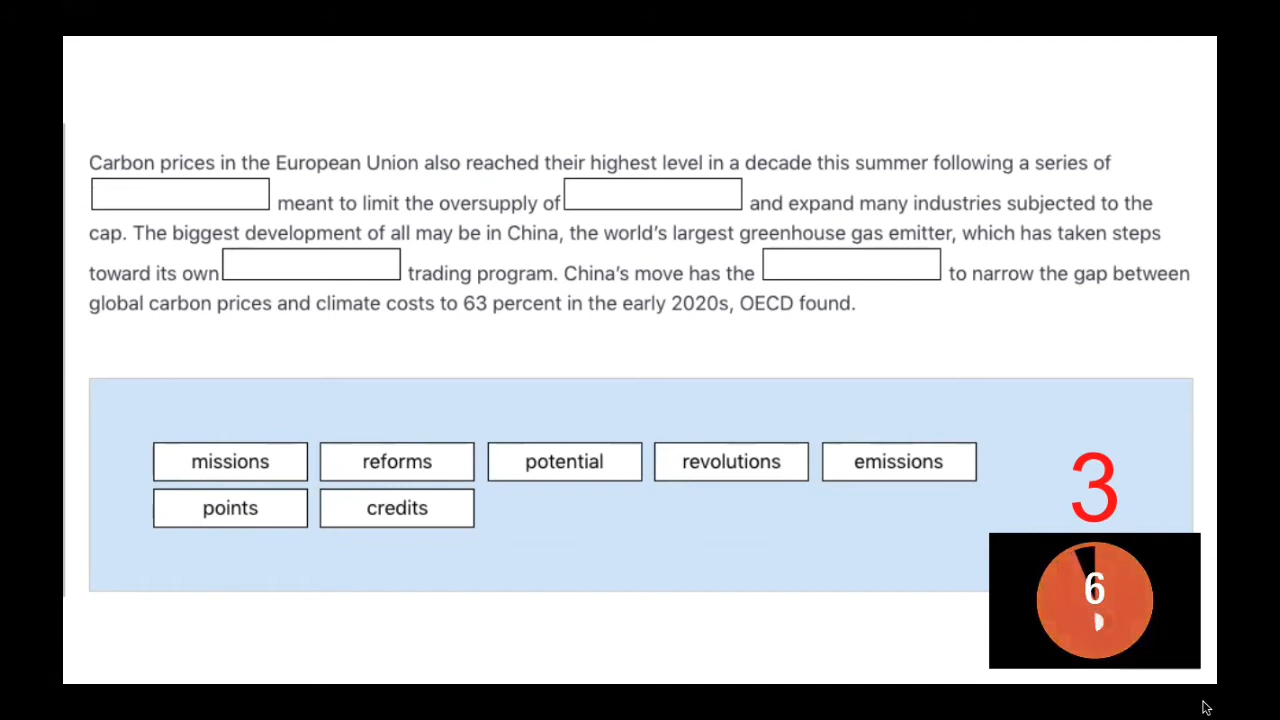 Carbon prices in the European Union also reached their highest level in a decade this summer following a series of
meant to limit the oversupply of and expand many industries subjected to the
cap. The biggest development of all may be in China, the world's largest greenhouse gas emitter, which has taken steps
toward its own trading program. China's move has the to narrow the gap between
global carbon prices and climate costs to 63 percent in the early 2020s, OECD found.
missions reforms potential revolutions emissions
points credits
3
6